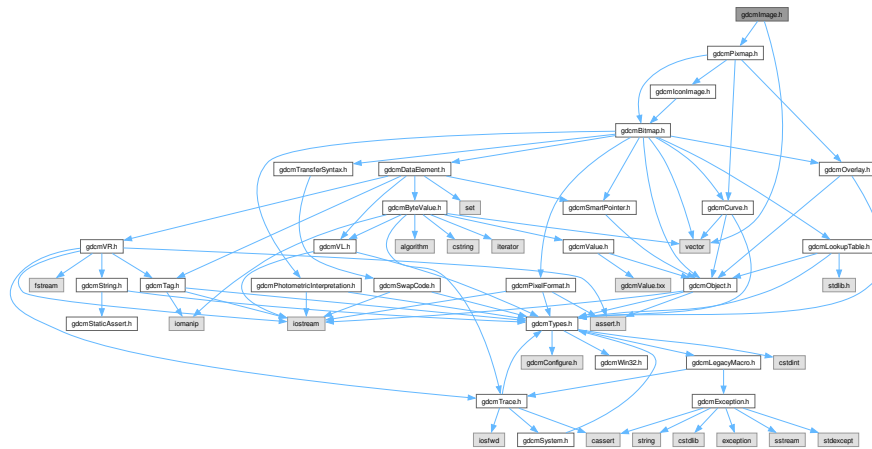 gdcmImage.h
gdcmPixmap.h
gdcmIconImage.h
gdcmBitmap.h
gdcmTransferSyntax.h
gdcmDataElement.h
gdcmOverlay.h
gdcmByteValue.h
set
gdcmSmartPointer.h
gdcmCurve.h
gdcmVR.h
gdcmVL.h
algorithm
cstring
iterator
gdcmValue.h
vector
gdcmLookupTable.h
fstream
gdcmString.h
gdcmTag.h
gdcmPhotometricInterpretation.h
gdcmSwapCode.h
gdcmPixelFormat.h
gdcmValue.txx
gdcmObject.h
stdlib.h
gdcmStaticAssert.h
iomanip
iostream
gdcmTypes.h
assert.h
gdcmConfigure.h
gdcmWin32.h
gdcmLegacyMacro.h
cstdint
gdcmTrace.h
gdcmException.h
iosfwd
gdcmSystem.h
cassert
string
cstdlib
exception
sstream
stdexcept